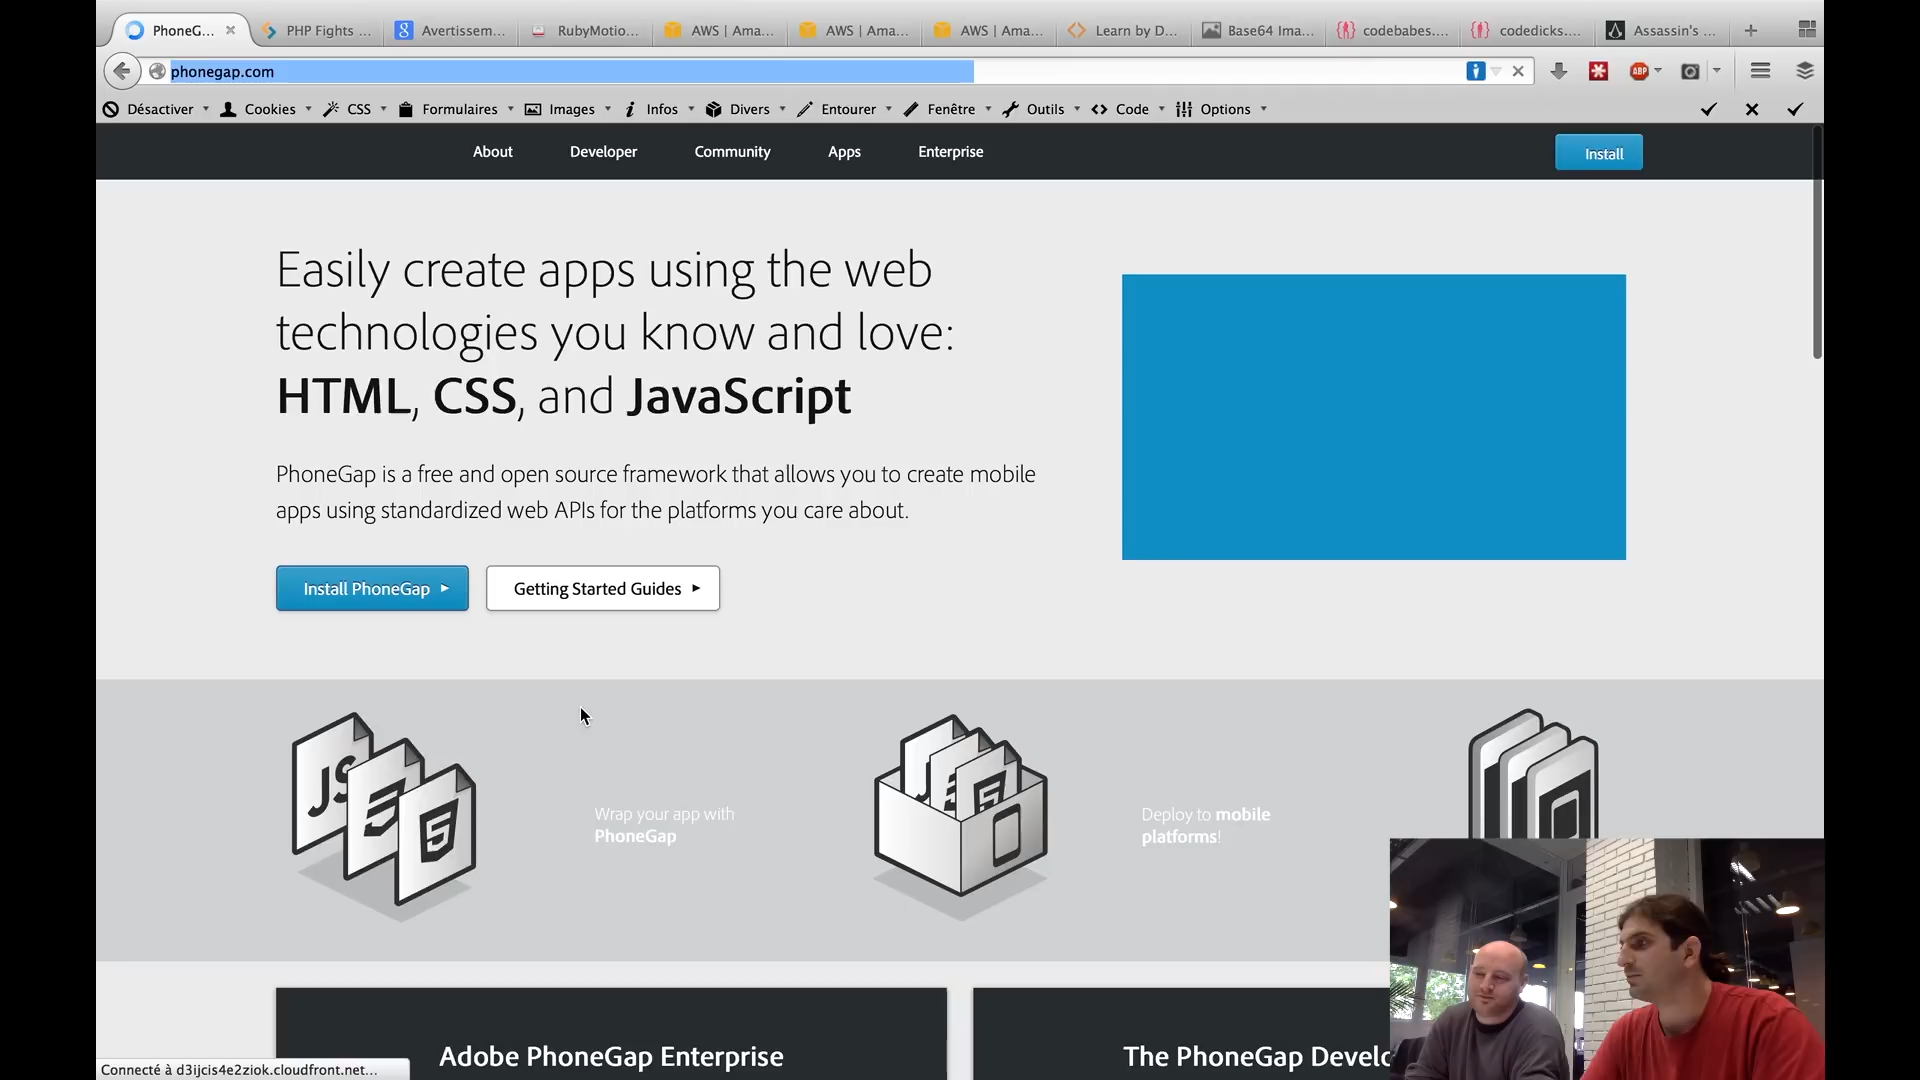 PhoneG...
PHP Fights ...
Avertissem...
RubyMotio...
AWS | Ama...
AWS | Ama...
AWS | Ama...
Learn by D...
Base64 Ima...
codebabes....
codedicks....
Assassin's ...
phonegap.com
ABP
Désactiver
Cookies
CSS
Formulaires
Images
Infos
Divers
Entourer
Fenêtre
Outils
Code
Options
About
Developer
Community
Apps
Enterprise
Install
Easily create apps using the web
technologies you know and love:
HTML, CSS, and JavaScript
PhoneGap is a free and open source framework that allows you to create mobile
apps using standardized web APIs for the platforms you care about.
Install PhoneGap
Getting Started Guides
JS
5
Wrap your app with
PhoneGap
Deploy to mobile
platforms!
Adobe PhoneGap Enterprise
The PhoneGap Develo
Connecté à d3ijcis4e2ziok.cloudfront.net...